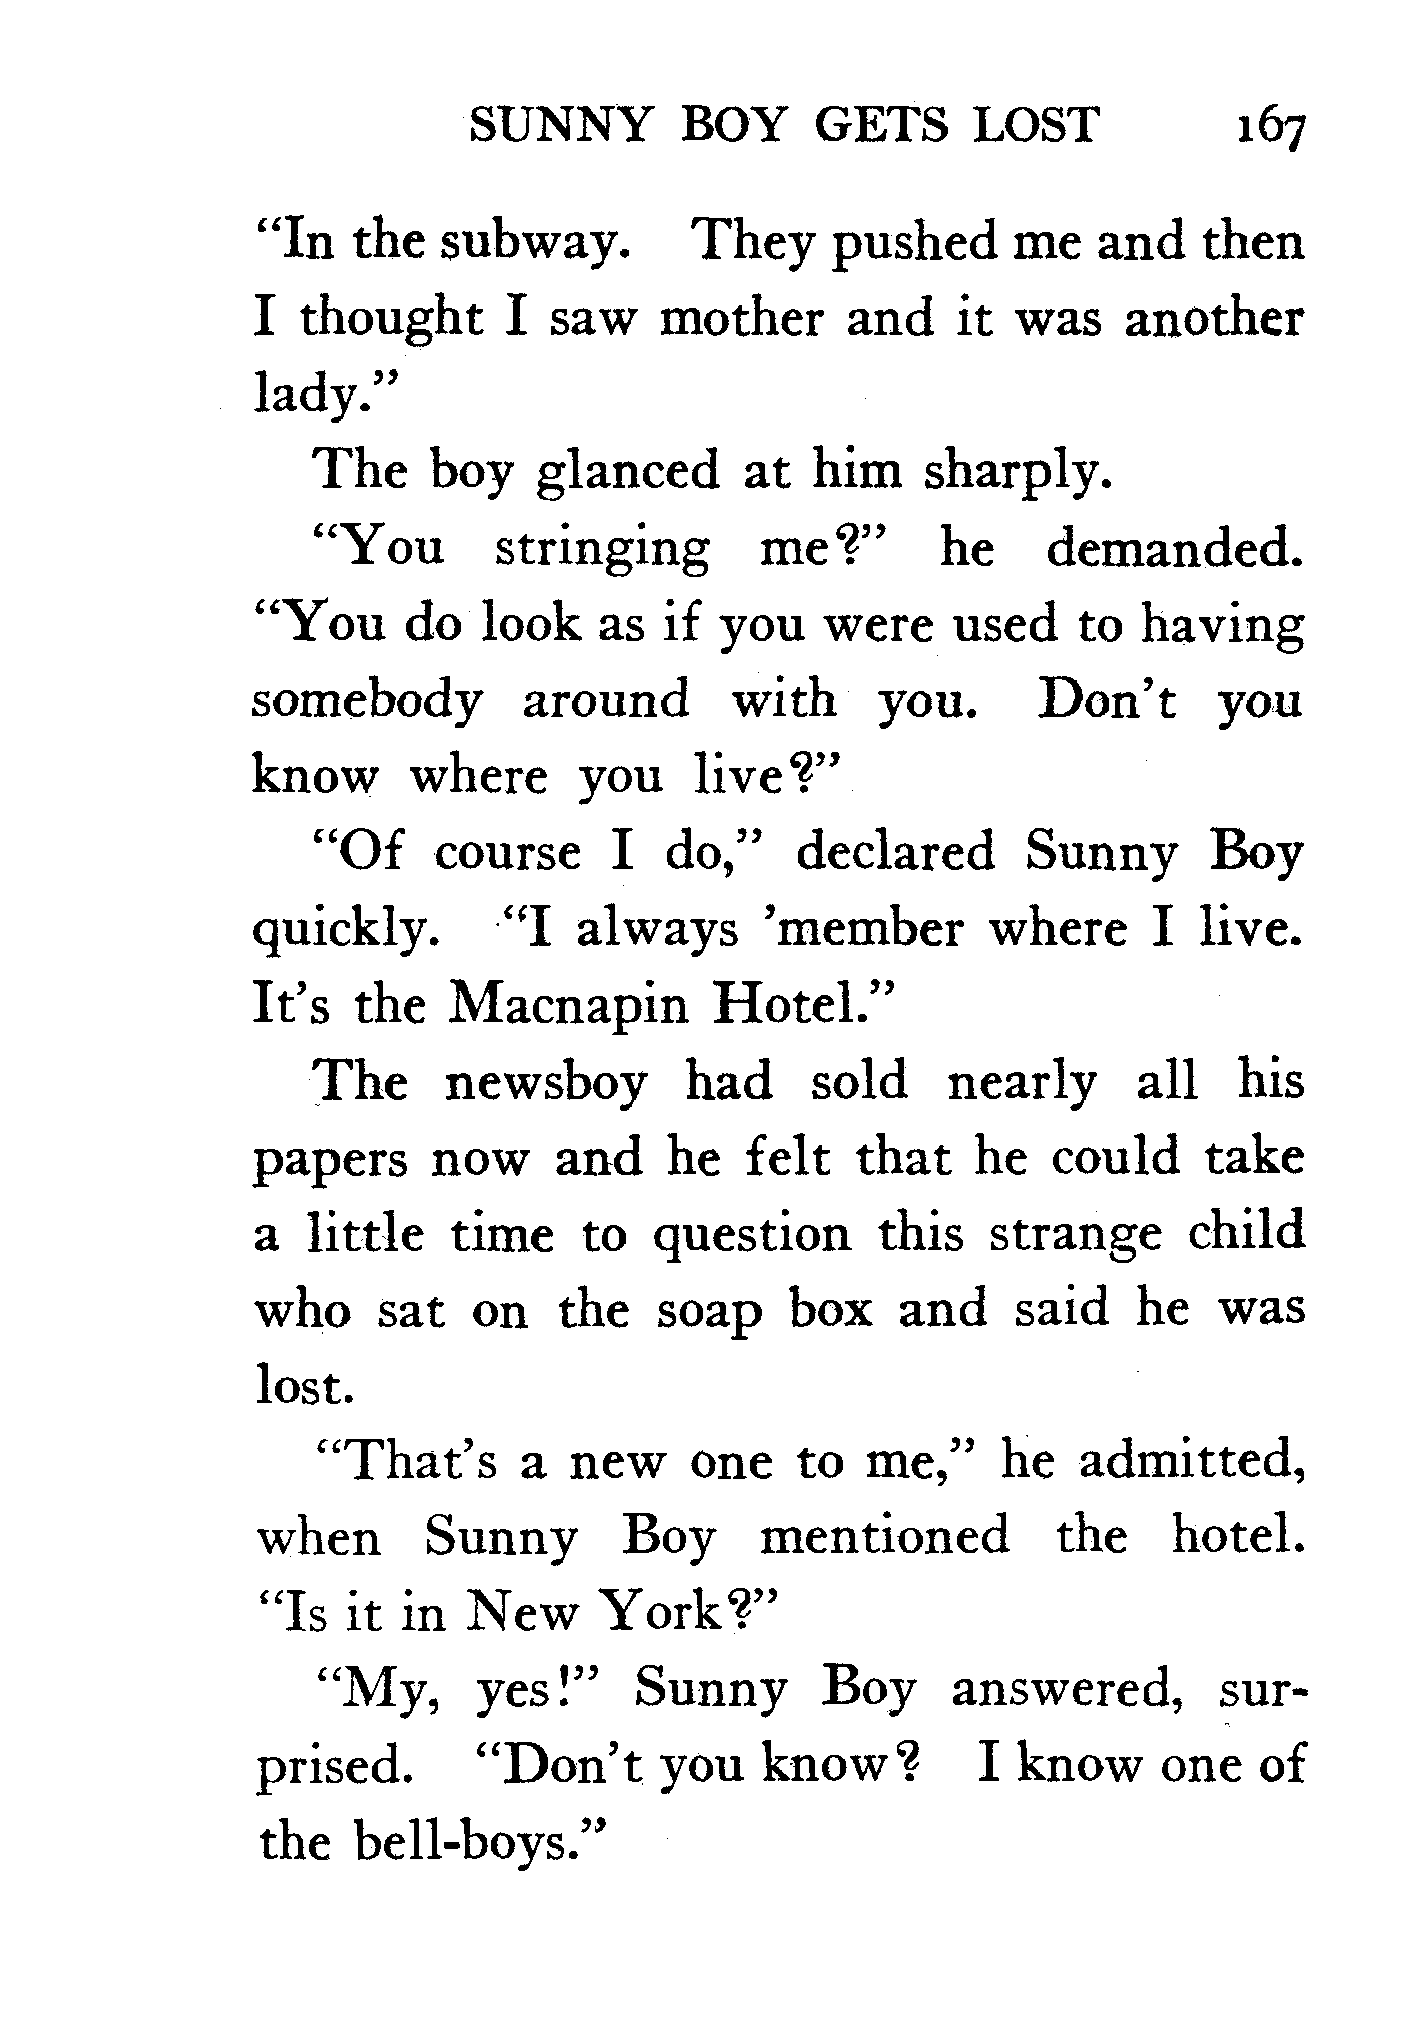 SUNNY BOY GETS LOST 167
“In the subway. They pushed me and then
I thought I saw mother and it was another
lady.”
The boy glanced at him sharply.
“You stringing me?” he demanded.
“You do look as if you were used to having
somebody around with you. Don’t you
know where you live?”
“Of course I do,” declared Sunny Boy
quickly. “I always ’member where I live.
It’s the Macnapin Hotel.”
The newsboy had sold nearly all his
papers now and he felt that he could take
a little time to question this strange child
who sat on the soap box and said he was
lost.
“That’s a new one to me,” he admitted,
when Sunny Boy mentioned the hotel.
“Is it in New York?”
“My, yes!” Sunny Boy answered, sur-
prised. “Don’t you know? I know one of
the bell-boys.”